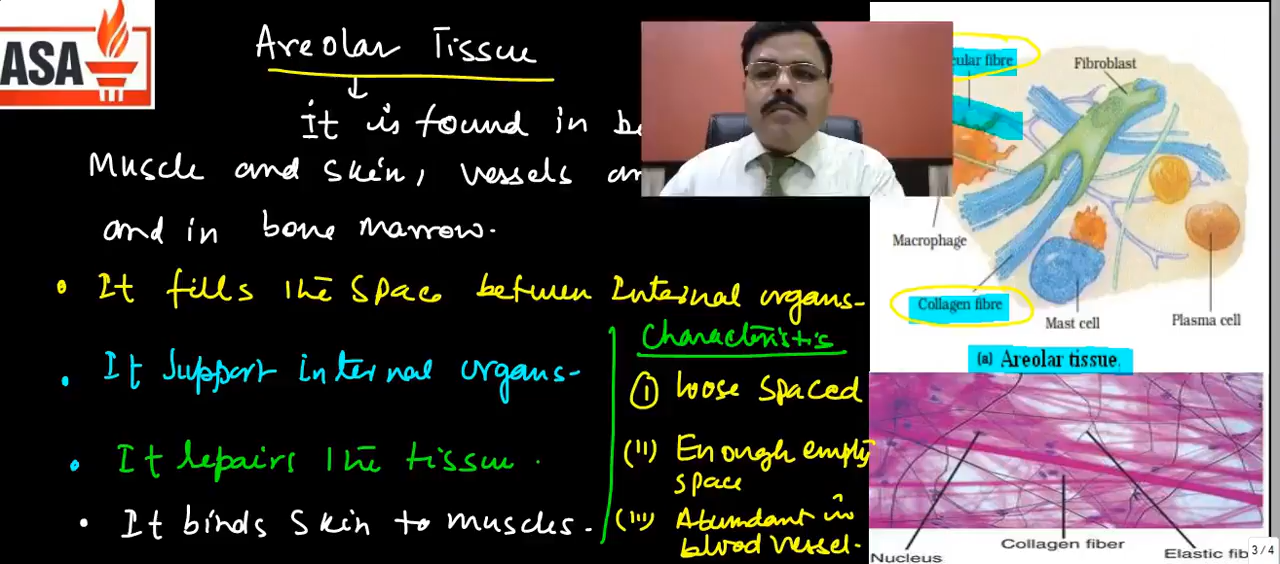 ASA
Areolar Tissue
It is found in be
Muscle and skin, vessels an
and in bone marrow.
• It fills the space between Internal organs-
• It support internal organs-
• It repairs the tissue.
• It binds skin to muscles.
Characteristis
(i) loose spaced
(ii) Enough empty
space
(iii) Abundant in
blood vessel.
cular fibre
Fibroblast
Macrophage
Collagen fibre
Mast cell
Plasma cell
(a) Areolar tissue
Nucleus
Collagen fiber
Elastic fib
3/4